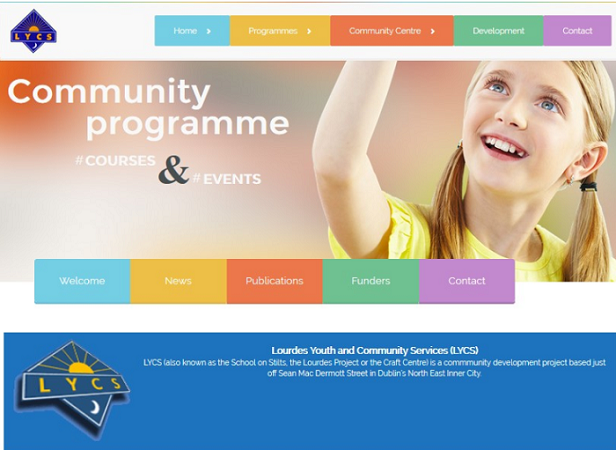 LYCS
Home
Programmes
Community Centre
Development
Contact
Community
programme
# COURSES
&
# EVENTS
Welcome
News
Publications
Funders
Contact
LYCS
Lourdes Youth and Community Services (LYCS)
LYCS (also known as the School on Stilts, the Lourdes Project or the Craft Centre) is a commmunity development project based just
off Sean Mac Dermott Street in Dublin's North East Inner City.